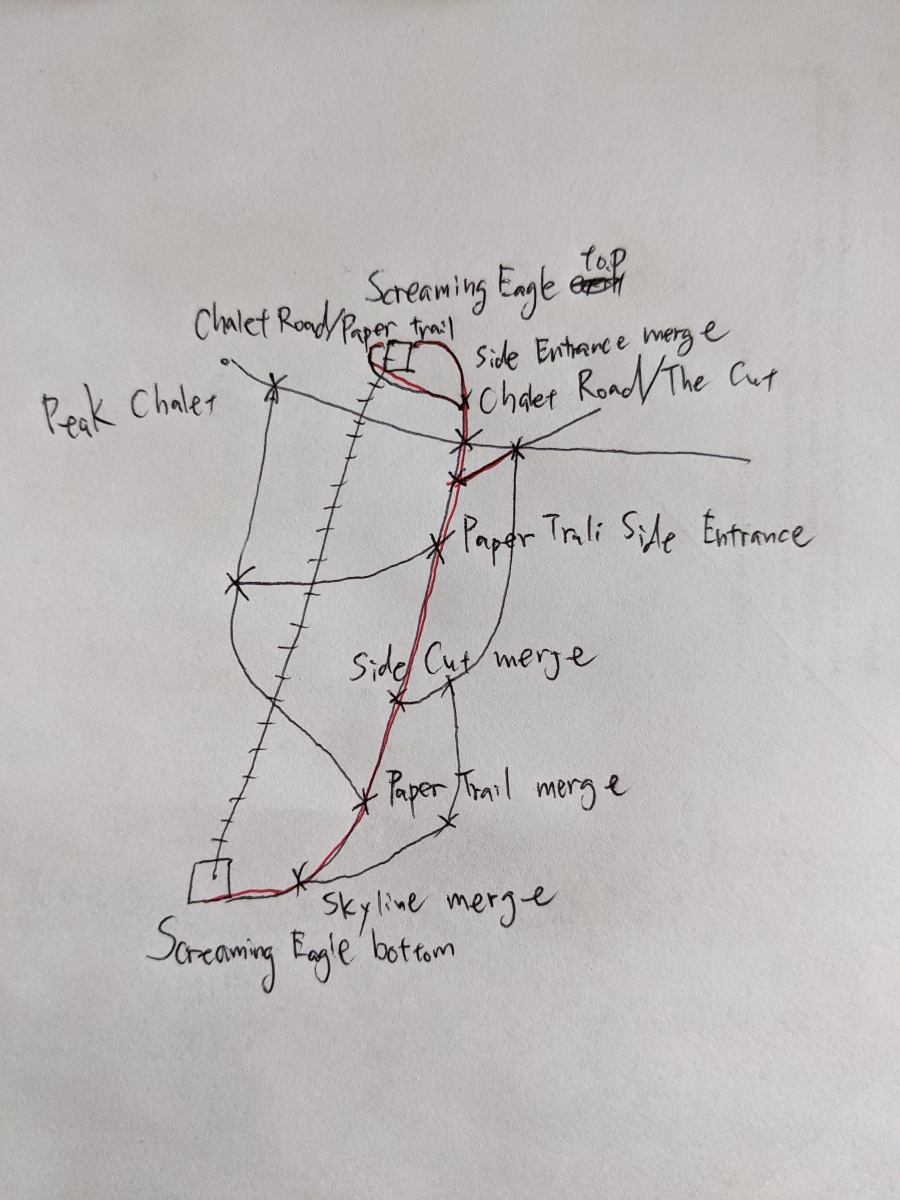 top
Screaming Eagle
Chalet Road/Paper trail
Side Entrance merge
Peak Chalet
Chalet Road/The Cut
Paper Trali Side Entrance
Side Cut merge
Paper Trail merge
Skyline merge
Screaming Eagle bottom